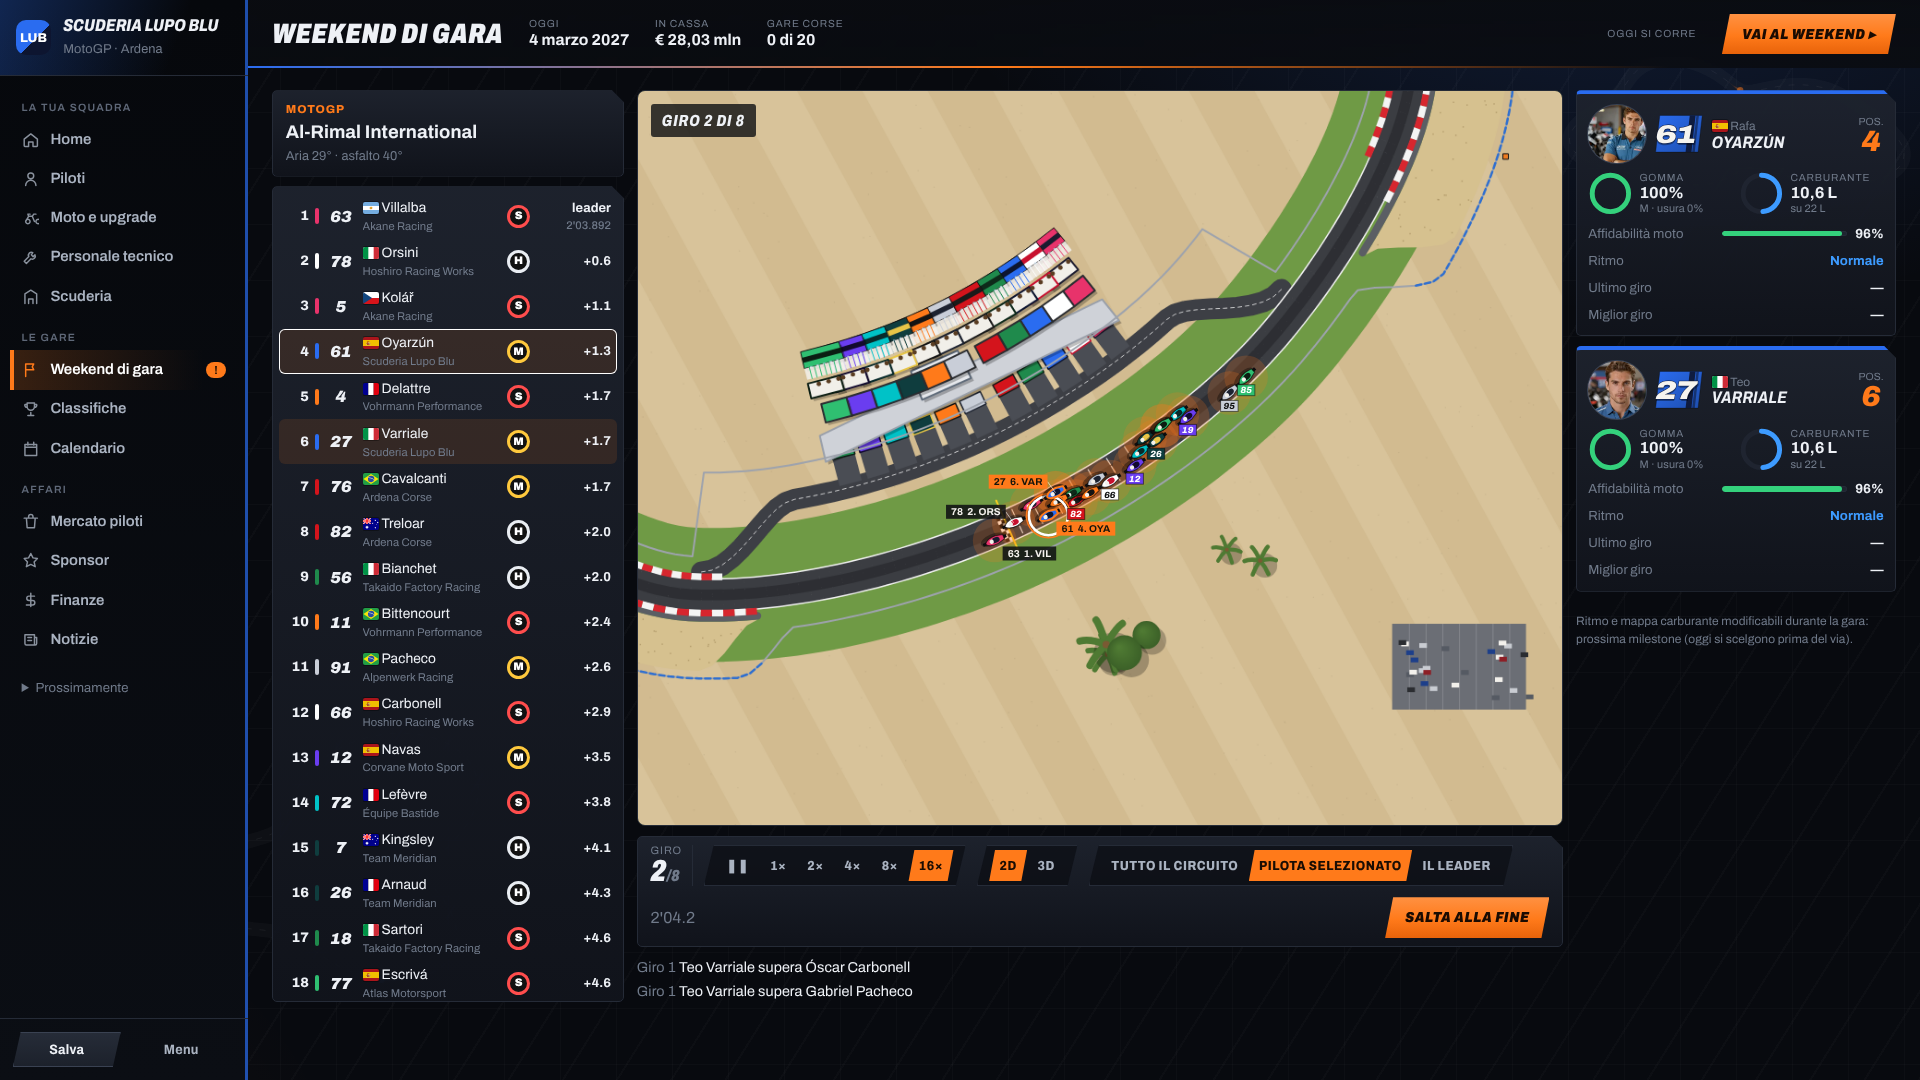 LUB
SCUDERIA LUPO BLU
MotoGP · Ardena
LA TUA SQUADRA
Home
Piloti
Moto e upgrade
Personale tecnico
Scuderia
LE GARE
Weekend di gara
!
Classifiche
Calendario
AFFARI
Mercato piloti
Sponsor
Finanze
Notizie
Prossimamente
Salva
Menu
WEEKEND DI GARA
OGGI
4 marzo 2027
IN CASSA
€ 28,03 mln
GARE CORSE
0 di 20
OGGI SI CORRE
VAI AL WEEKEND ▸
MOTOGP
Al-Rimal International
Aria 29° · asfalto 40°
1 63 Villalba S leader
Akane Racing 2'03.892
2 78 Orsini H +0.6
Hoshiro Racing Works
3 5 Kolář S +1.1
Akane Racing
4 61 Oyarzún M +1.3
Scuderia Lupo Blu
5 4 Delattre S +1.7
Vohrmann Performance
6 27 Varriale M +1.7
Scuderia Lupo Blu
7 76 Cavalcanti M +1.7
Ardena Corse
8 82 Treloar H +2.0
Ardena Corse
9 56 Bianchet H +2.0
Takaido Factory Racing
10 11 Bittencourt S +2.4
Vohrmann Performance
11 91 Pacheco M +2.6
Alpenwerk Racing
12 66 Carbonell S +2.9
Hoshiro Racing Works
13 12 Navas M +3.5
Corvane Moto Sport
14 72 Lefèvre S +3.8
Équipe Bastide
15 7 Kingsley H +4.1
Team Meridian
16 26 Arnaud H +4.3
Team Meridian
17 18 Sartori S +4.6
Takaido Factory Racing
18 77 Escrivá S +4.6
Atlas Motorsport
GIRO 2 DI 8
85
95
19
26
12
66
82
27 6. VAR
78 2. ORS
61 4. OYA
63 1. VIL
GIRO
2/8
1×
2×
4×
8×
16×
2D
3D
TUTTO IL CIRCUITO
PILOTA SELEZIONATO
IL LEADER
2'04.2
SALTA ALLA FINE
Giro 1 Teo Varriale supera Óscar Carbonell
Giro 1 Teo Varriale supera Gabriel Pacheco
61
Rafa
OYARZÚN
POS.
4
GOMMA
100%
M · usura 0%
CARBURANTE
10,6 L
su 22 L
Affidabilità moto 96%
Ritmo Normale
Ultimo giro —
Miglior giro —
27
Teo
VARRIALE
POS.
6
GOMMA
100%
M · usura 0%
CARBURANTE
10,6 L
su 22 L
Affidabilità moto 96%
Ritmo Normale
Ultimo giro —
Miglior giro —
Ritmo e mappa carburante modificabili durante la gara:
prossima milestone (oggi si scelgono prima del via).